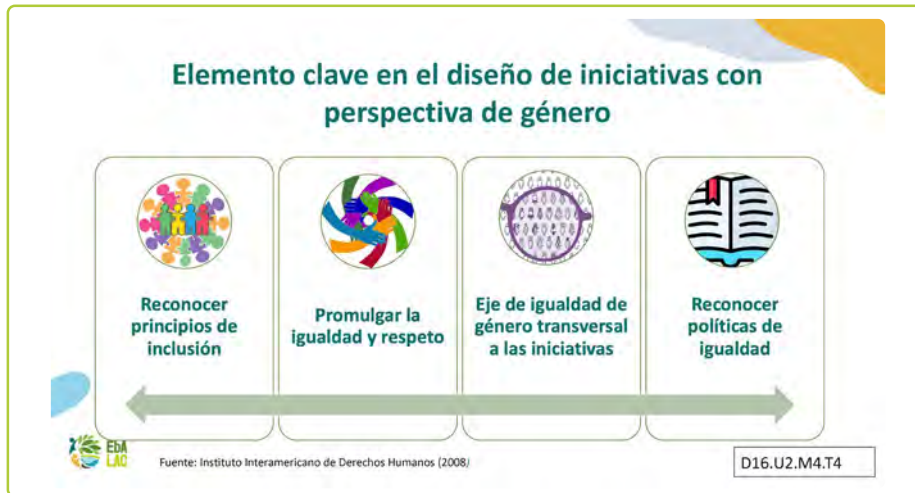 Elemento clave en el diseño de iniciativas con
perspectiva de género
Reconocer
principios de
inclusión
Promulgar la
igualdad y respeto
Eje de igualdad de
género transversal
a las iniciativas
Reconocer
políticas de
igualdad
EbA
LAC
Fuente: Instituto Interamericano de Derechos Humanos (2008)
D16.U2.M4.T4